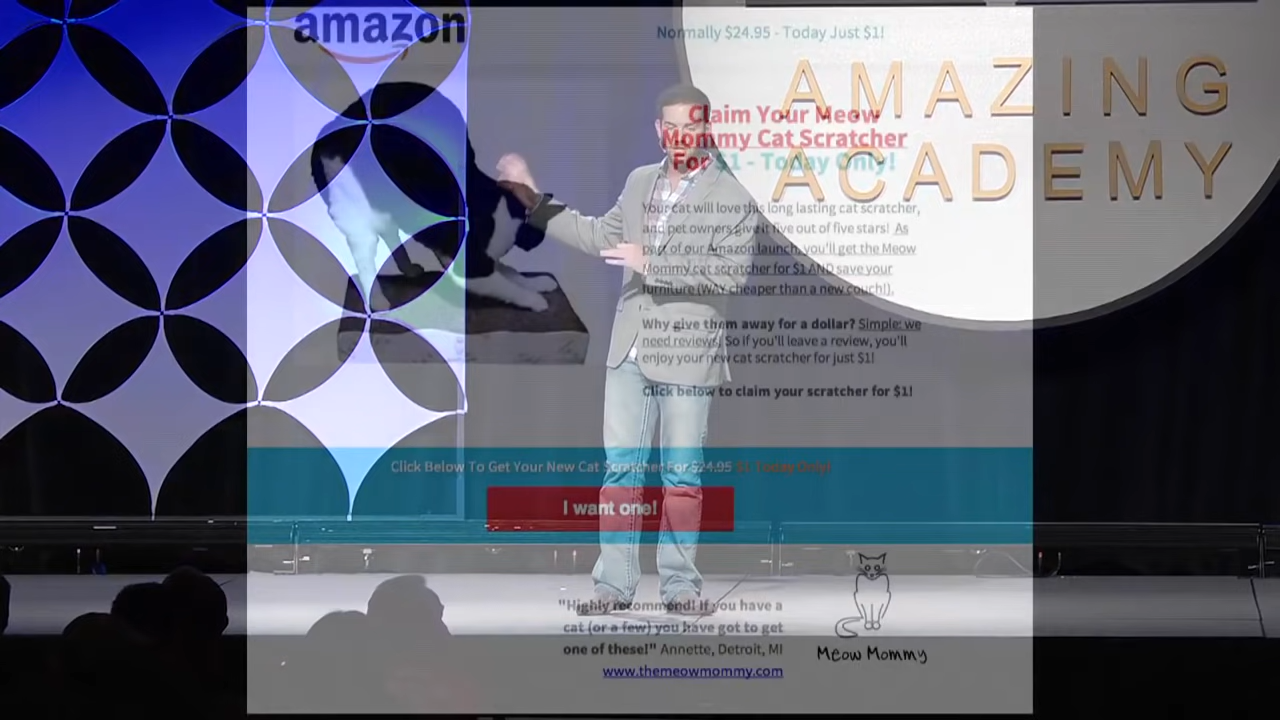 amazon
Normally $24.95 - Today Just $1!
AMAZING
ACADEMY
Claim Your Meow
Mommy Cat Scratcher
For $1 - Today Only!
Your cat will love this long lasting cat scratcher,
and pet owners give it five out of five stars! As
part of our Amazon launch, you'll get the Meow
Mommy cat scratcher for $1 AND save your
furniture (WAY cheaper than a new couch!).
Why give them away for a dollar? Simple: we
need reviews! So if you'll leave a review, you'll
enjoy your new cat scratcher for just $1!
Click below to claim your scratcher for $1!
Click Below To Get Your New Cat Scratcher For $24.95 $1 Today Only!
I want one!
"Highly recommend! If you have a
cat (or a few) you have got to get
one of these!" Annette, Detroit, MI
www.themeowmommy.com
Meow Mommy